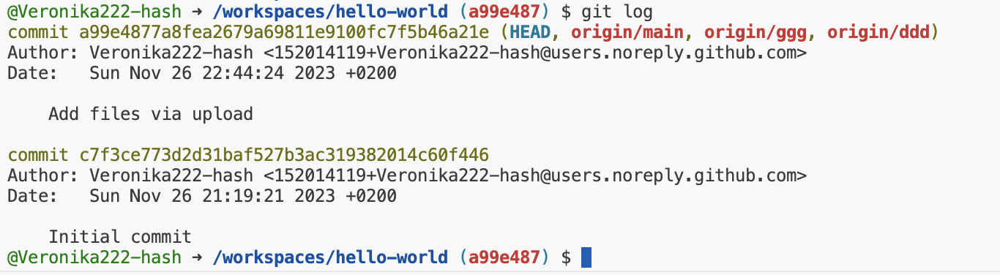 @Veronika222-hash → /workspaces/hello-world (a99e487) $ git log
commit a99e4877a8fea2679a69811e9100fc7f5b46a21e (HEAD, origin/main, origin/ggg, origin/ddd)
Author: Veronika222-hash <152014119+Veronika222-hash@users.noreply.github.com>
Date:   Sun Nov 26 22:44:24 2023 +0200
Add files via upload
commit c7f3ce773d2d31baf527b3ac319382014c60f446
Author: Veronika222-hash <152014119+Veronika222-hash@users.noreply.github.com>
Date:   Sun Nov 26 21:19:21 2023 +0200
Initial commit
@Veronika222-hash → /workspaces/hello-world (a99e487) $